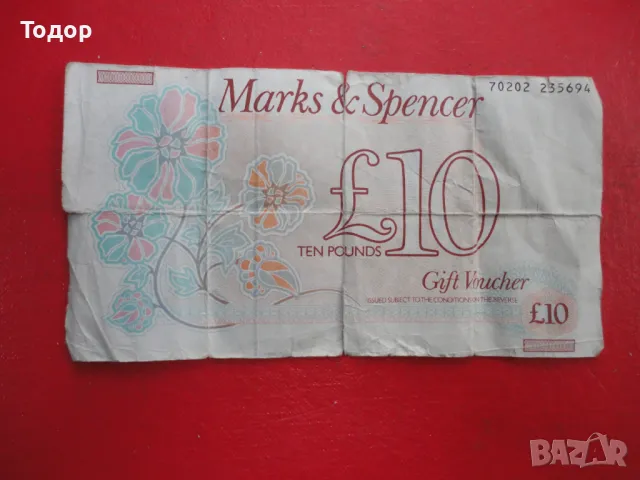 Тодор
Marks & Spencer
70202 235694
£10
TEN POUNDS
Gift Voucher
ISSUED SUBJECT TO THE CONDITIONS ON THE REVERSE
£10
BAZAR